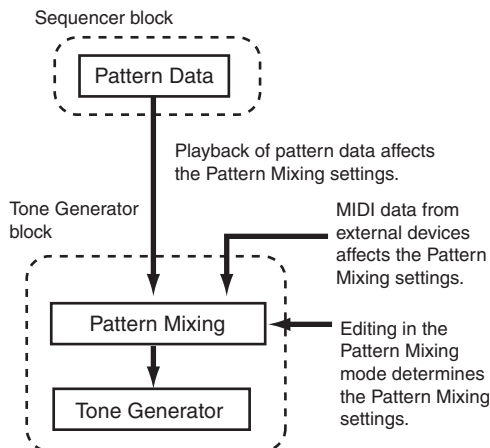 Sequencer block
Pattern Data
Playback of pattern data affects
the Pattern Mixing settings.
Tone Generator
block
MIDI data from
external devices
affects the Pattern
Mixing settings.
Pattern Mixing
Editing in the
Pattern Mixing
mode determines
the Pattern Mixing
settings.
Tone Generator